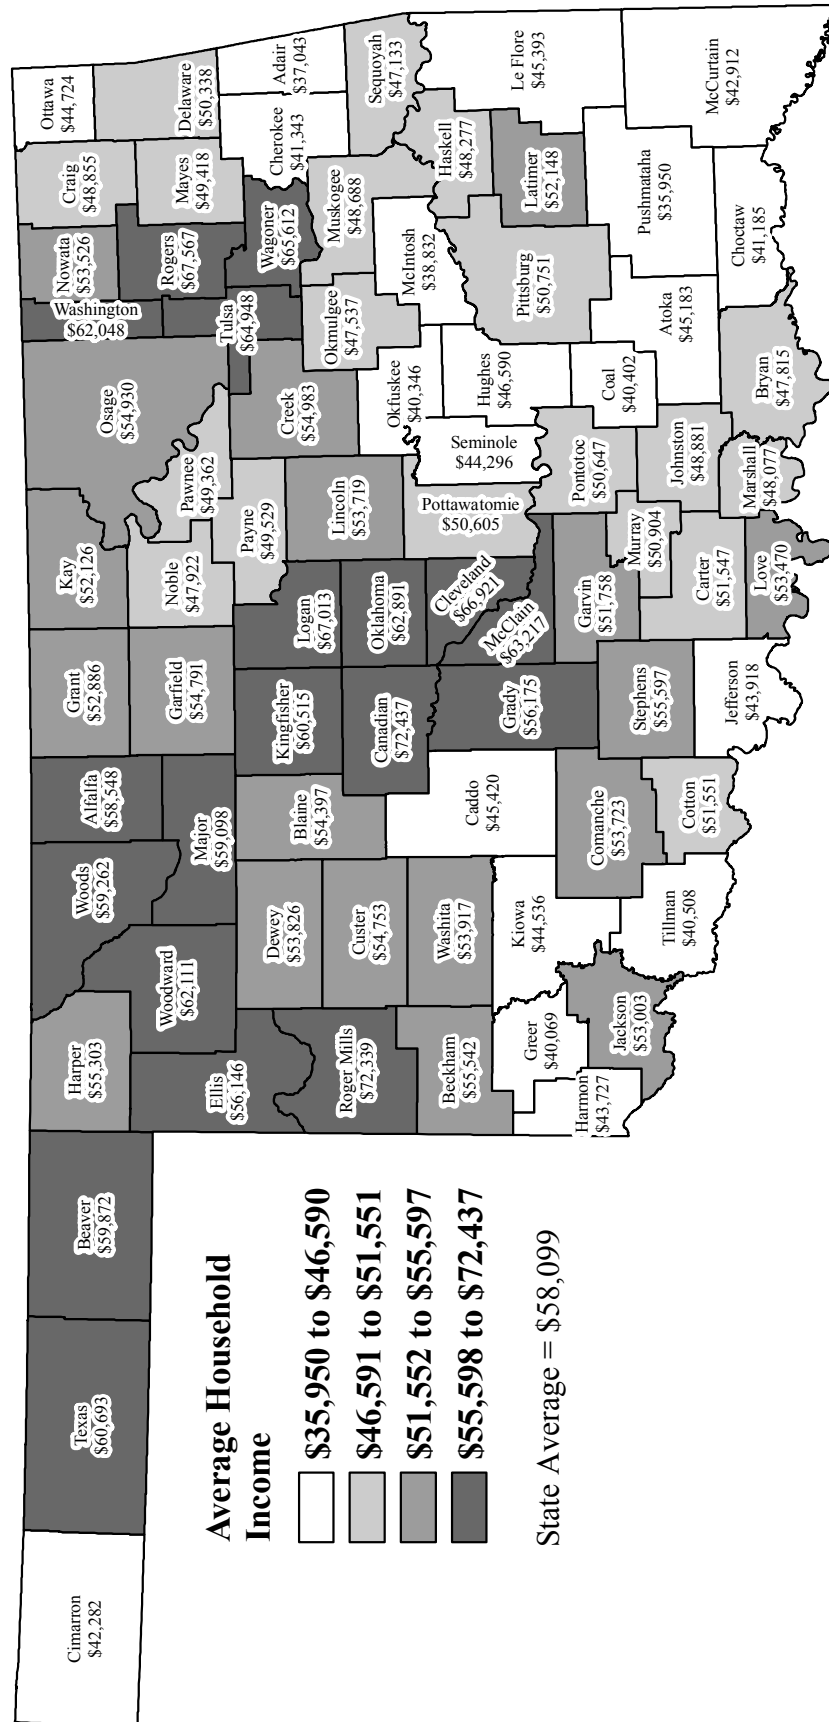 Cimarron
$42,282
Texas
$60,693
Beaver
$59,872
Harper
$55,303
Woods
$59,262
Alfalfa
$58,548
Grant
$52,886
Kay
$52,126
Osage
$54,930
Washington
$62,048
Nowata
$53,526
Craig
$48,855
Ottawa
$44,724
Ellis
$56,146
Woodward
$62,111
Major
$59,098
Garfield
$54,791
Noble
$47,922
Pawnee
$49,362
Rogers
$67,567
Mayes
$49,418
Delaware
$50,338
Roger Mills
$72,339
Dewey
$53,826
Blaine
$54,397
Kingfisher
$60,515
Logan
$67,013
Payne
$49,529
Creek
$54,983
Tulsa
$64,948
Wagoner
$65,612
Cherokee
$41,343
Adair
$37,043
Custer
$54,753
Canadian
$72,437
Oklahoma
$62,891
Lincoln
$53,719
Okfuskee
$40,346
Okmulgee
$47,537
Muskogee
$48,688
Sequoyah
$47,133
Beckham
$55,542
Washita
$53,917
Caddo
$45,420
Grady
$56,175
McClain
$63,217
Cleveland
$66,921
Pottawatomie
$50,605
Seminole
$44,296
Hughes
$46,590
McIntosh
$38,832
Haskell
$48,277
Le Flore
$45,393
Harmon
$43,727
Greer
$40,069
Kiowa
$44,536
Comanche
$53,723
Stephens
$55,597
Garvin
$51,758
Murray
$50,904
Pontotoc
$50,647
Coal
$40,402
Pittsburg
$50,751
Latimer
$52,148
Jackson
$53,003
Tillman
$40,508
Cotton
$51,551
Jefferson
$43,918
Carter
$51,547
Johnston
$48,881
Atoka
$45,183
Pushmataha
$35,950
McCurtain
$42,912
Love
$53,470
Marshall
$48,077
Bryan
$47,815
Choctaw
$41,185
Average Household
Income
$35,950 to $46,590
$46,591 to $51,551
$51,552 to $55,597
$55,598 to $72,437
State Average = $58,099